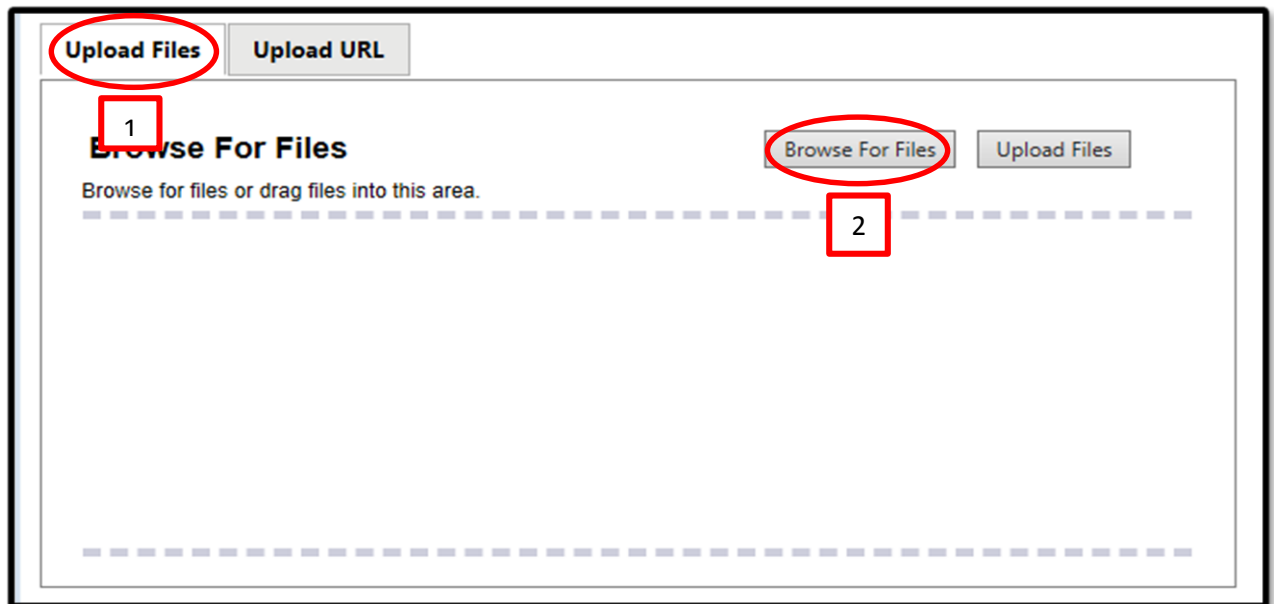 Upload Files Upload URL
1
Browse For Files Browse For Files Upload Files
Browse for files or drag files into this area.
2